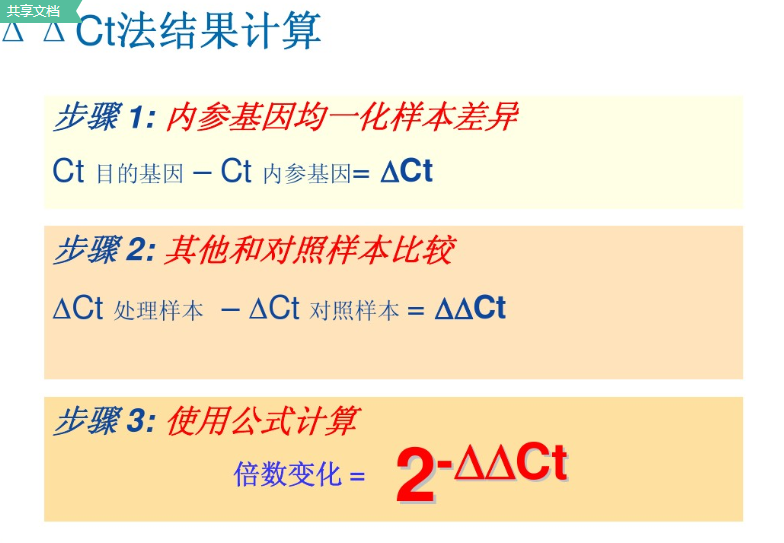 共享文档
Δ Δ Ct法结果计算
步骤 1: 内参基因均一化样本差异
Ct 目的基因 – Ct 内参基因= ΔCt
步骤 2: 其他和对照样本比较
ΔCt 处理样本 – ΔCt 对照样本 = ΔΔCt
步骤 3: 使用公式计算
倍数变化 = 2-ΔΔCt